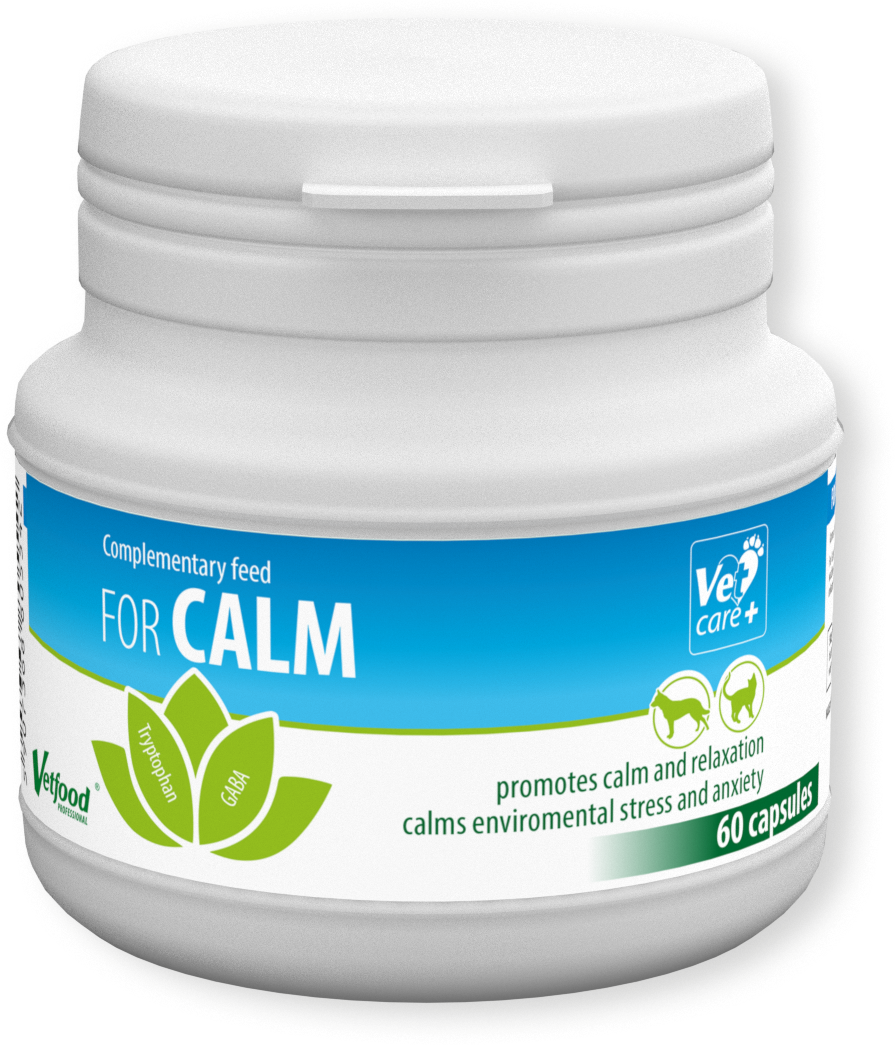 Complementary feed
FOR CALM
Vet
care+
Tryptophan
GABA
Vetfood®
PROFESSIONAL
promotes calm and relaxation
calms enviromental stress and anxiety
60 capsules